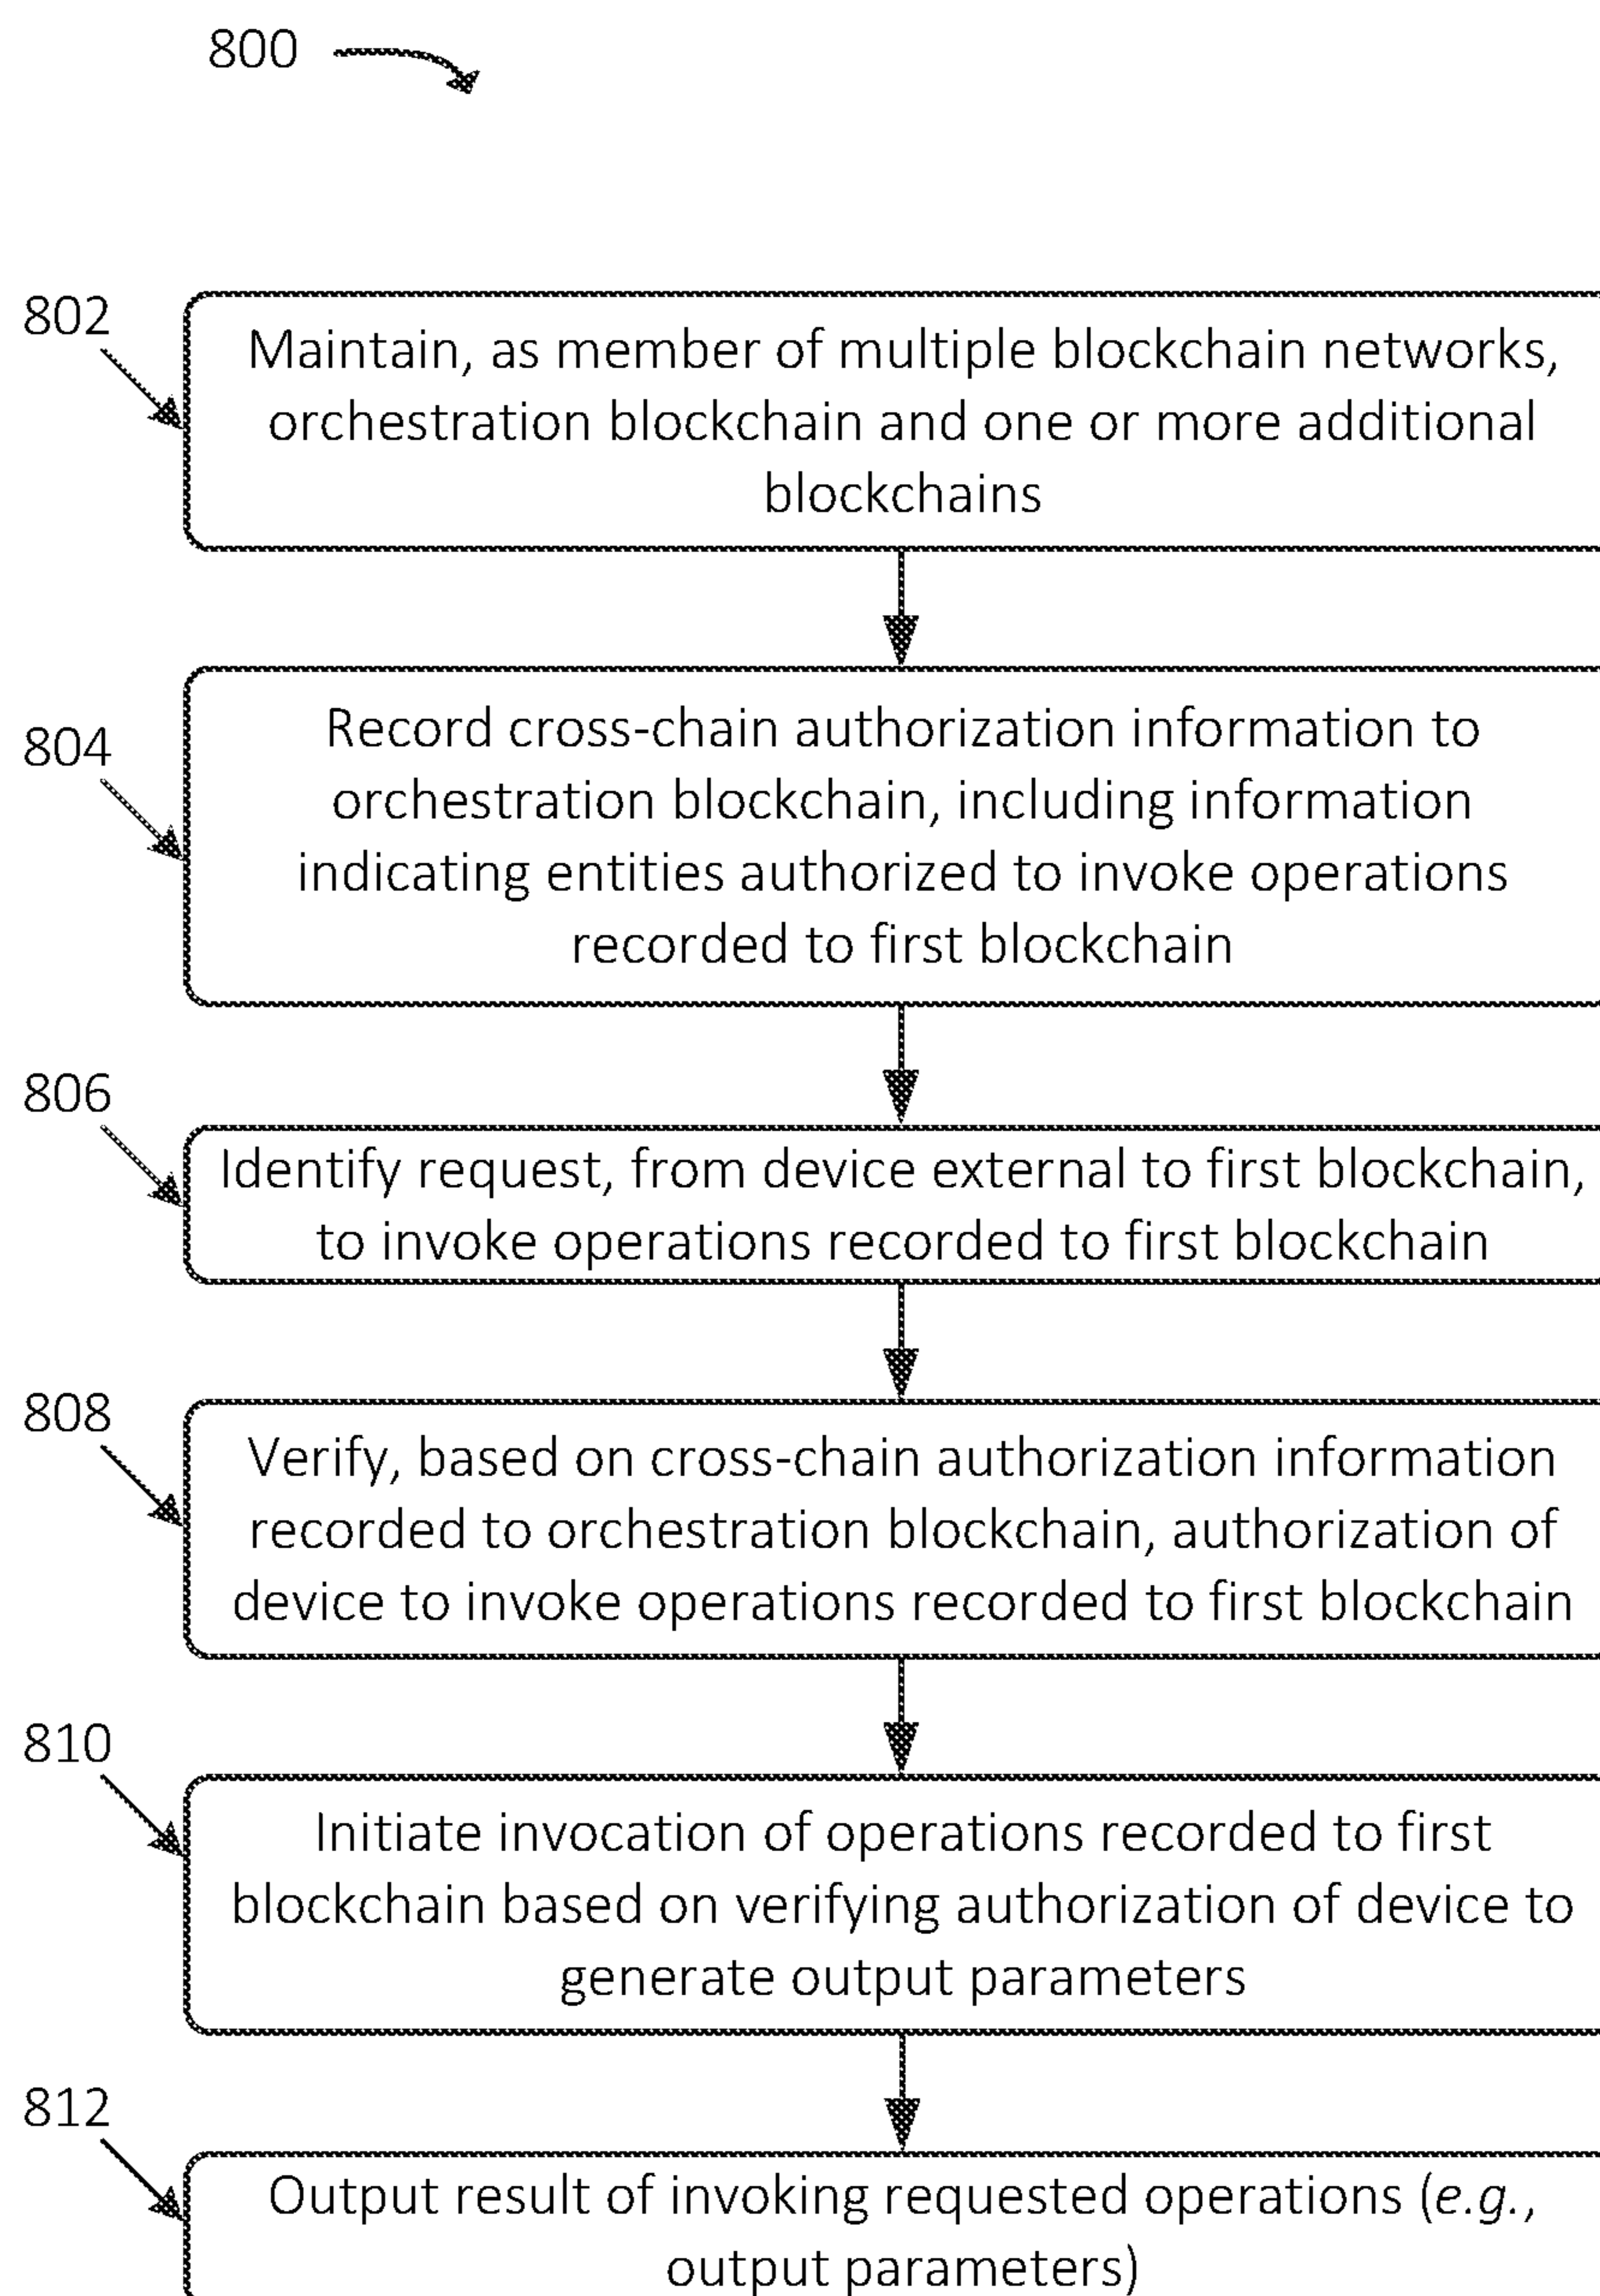 800
802
Maintain, as member of multiple blockchain networks,
orchestration blockchain and one or more additional
blockchains
804
Record cross-chain authorization information to
orchestration blockchain, including information
indicating entities authorized to invoke operations
recorded to first blockchain
806
Identify request, from device external to first blockchain,
to invoke operations recorded to first blockchain
808
Verify, based on cross-chain authorization information
recorded to orchestration blockchain, authorization of
device to invoke operations recorded to first blockchain
810
Initiate invocation of operations recorded to first
blockchain based on verifying authorization of device to
generate output parameters
812
Output result of invoking requested operations (e.g.,
output parameters)